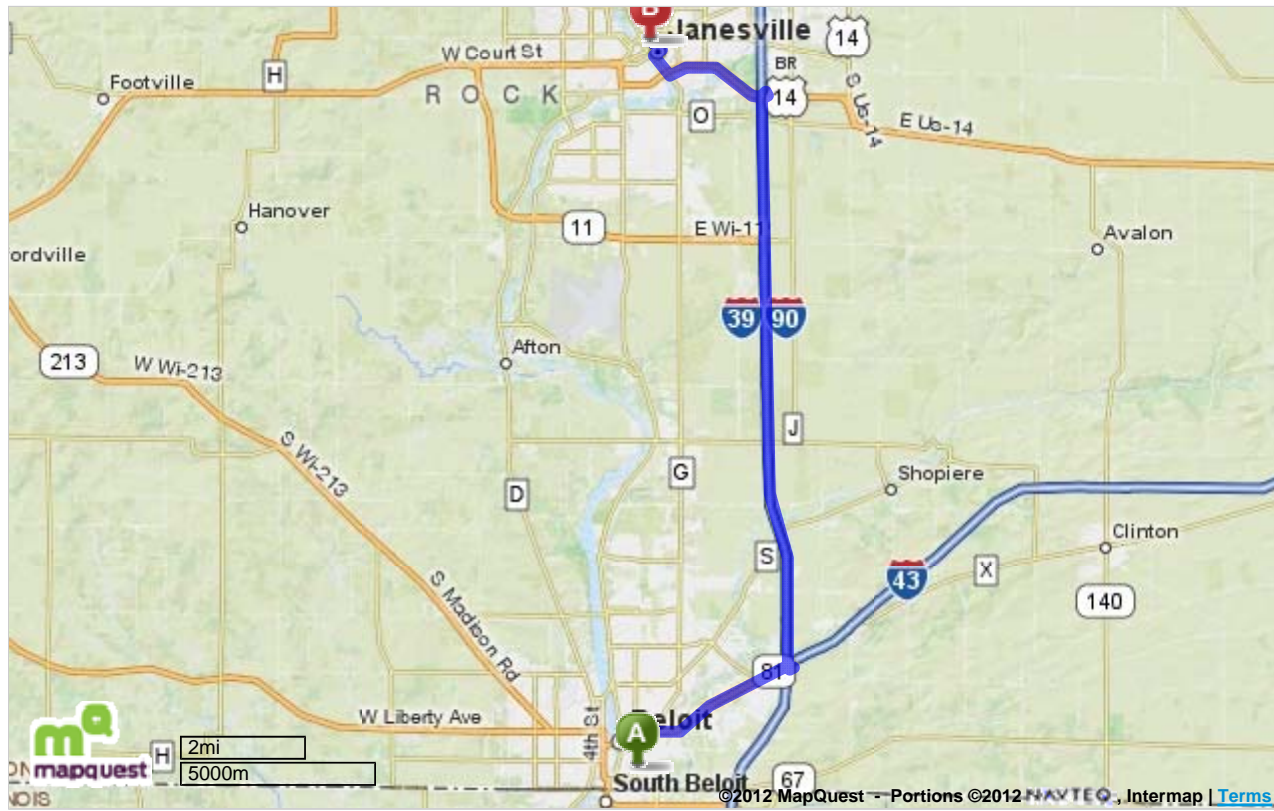 B
Janesville
14
W Court St
BR
Footville
H
R O C K
14
S Us-14
O
E Us-14
Hanover
11
E Wi-11
Avalon
ordville
39
90
Afton
213
W Wi-213
J
S Wi-213
G
Shopiere
D
Clinton
S
43
X
S Madison Rd
140
81
W Liberty Ave
4th St
A
Beloit
mq
mapquest
H
2mi
5000m
South Beloit
67
NOIS
©2012 MapQuest - Portions ©2012 NAVTEQ, Intermap | Terms